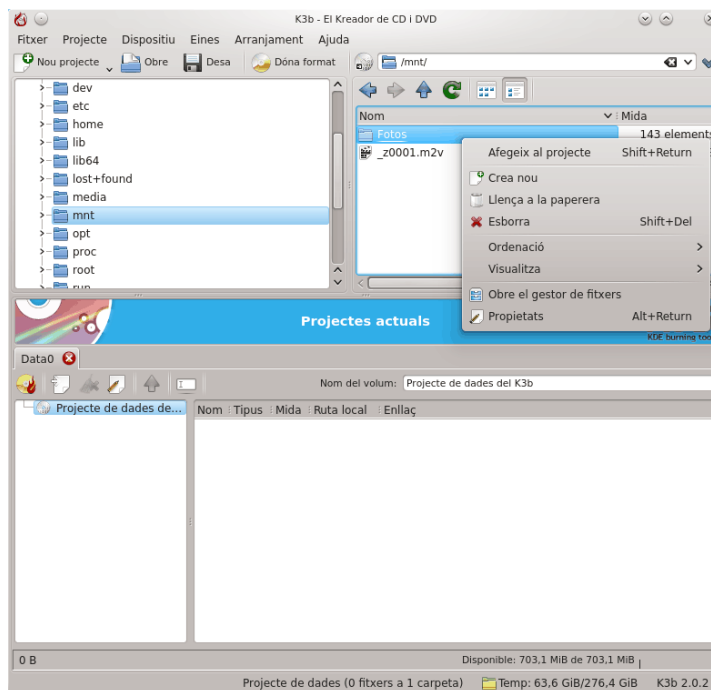 K3b - El Kreador de CD i DVD
Fitxer Projecte Dispositiu Eines Arranjament Ajuda
Nou projecte Obre Desa Dóna format /mnt/
dev
etc
home
lib
lib64
lost+found
media
mnt
opt
proc
root
run
Nom Mida
Fotos 143 elements
_z0001.m2v
Afegeix al projecte Shift+Return
Crea nou
Llença a la paperera
Esborra Shift+Del
Ordenació
Visualitza
Obre el gestor de fitxers
Propietats Alt+Return
Projectes actuals
KDE burning too
Data0
Nom del volum: Projecte de dades del K3b
Projecte de dades de...
Nom Tipus Mida Ruta local Enllaç
0 B Disponible: 703,1 MiB de 703,1 MiB
Projecte de dades (0 fitxers a 1 carpeta) Temp: 63,6 GiB/276,4 GiB K3b 2.0.2